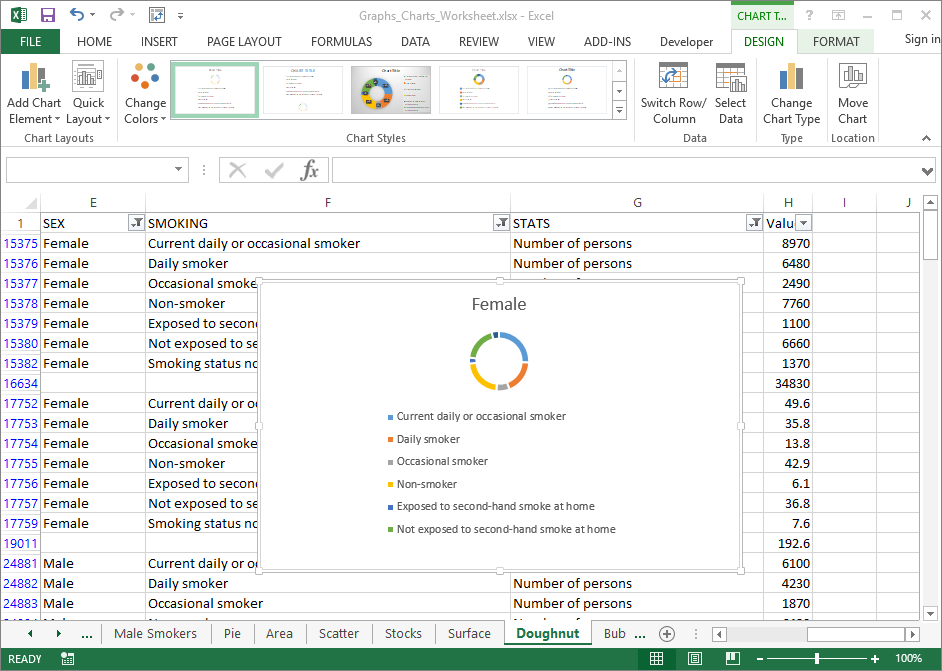 Graphs_Charts_Worksheet.xlsx - Excel
CHART T...
?
FILE HOME INSERT PAGE LAYOUT FORMULAS DATA REVIEW VIEW ADD-INS Developer DESIGN FORMAT Sign in
Add Chart Element
Quick Layout
Change Colors
Switch Row/ Column
Select Data
Change Chart Type
Move Chart
Chart Layouts Chart Styles Data Type Location
fx
E F G H I J
1 SEX SMOKING STATS Valu
15375 Female Current daily or occasional smoker Number of persons 8970
15376 Female Daily smoker Number of persons 6480
15377 Female Occasional smoke 2490
15378 Female Non-smoker 7760
15379 Female Exposed to secon 1100
15380 Female Not exposed to se 6660
15382 Female Smoking status no 1370
16634 34830
17752 Female Current daily or o 49.6
17753 Female Daily smoker 35.8
17754 Female Occasional smoke 13.8
17755 Female Non-smoker 42.9
17756 Female Exposed to secon 6.1
17757 Female Not exposed to se 36.8
17759 Female Smoking status no 7.6
19011 192.6
24881 Male Current daily or o 6100
24882 Male Daily smoker Number of persons 4230
24883 Male Occasional smoker Number of persons 1870
Female
Current daily or occasional smoker
Daily smoker
Occasional smoker
Non-smoker
Exposed to second-hand smoke at home
Not exposed to second-hand smoke at home
... Male Smokers Pie Area Scatter Stocks Surface Doughnut Bub ...
READY 100%